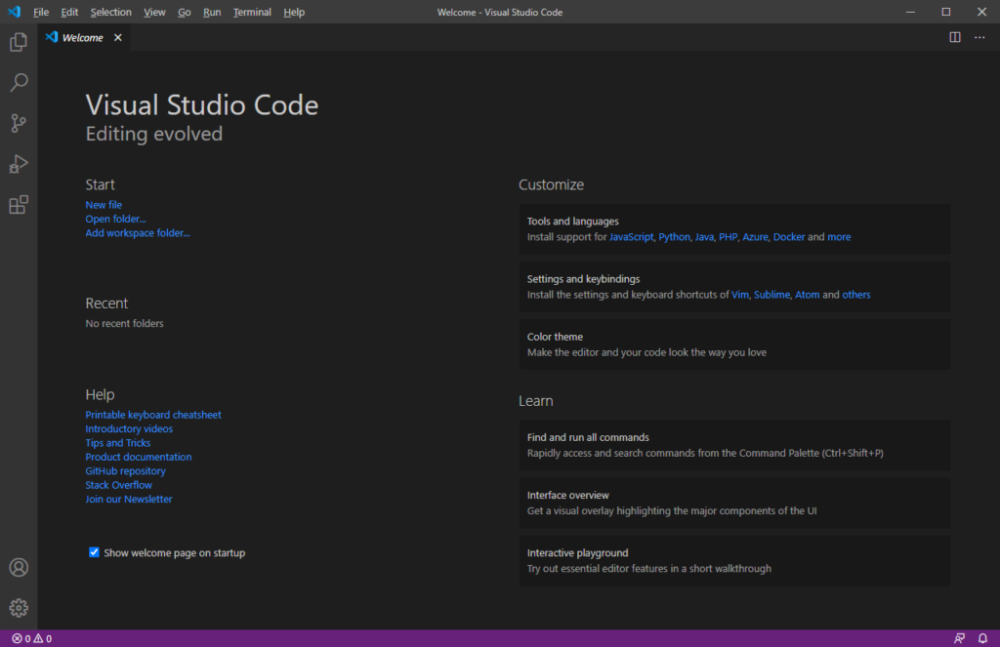 File Edit Selection View Go Run Terminal Help Welcome - Visual Studio Code
Welcome
Visual Studio Code
Editing evolved
Start
New file
Open folder...
Add workspace folder...
Recent
No recent folders
Help
Printable keyboard cheatsheet
Introductory videos
Tips and Tricks
Product documentation
GitHub repository
Stack Overflow
Join our Newsletter
Show welcome page on startup
Customize
Tools and languages
Install support for JavaScript, Python, Java, PHP, Azure, Docker and more
Settings and keybindings
Install the settings and keyboard shortcuts of Vim, Sublime, Atom and others
Color theme
Make the editor and your code look the way you love
Learn
Find and run all commands
Rapidly access and search commands from the Command Palette (Ctrl+Shift+P)
Interface overview
Get a visual overlay highlighting the major components of the UI
Interactive playground
Try out essential editor features in a short walkthrough
0 0